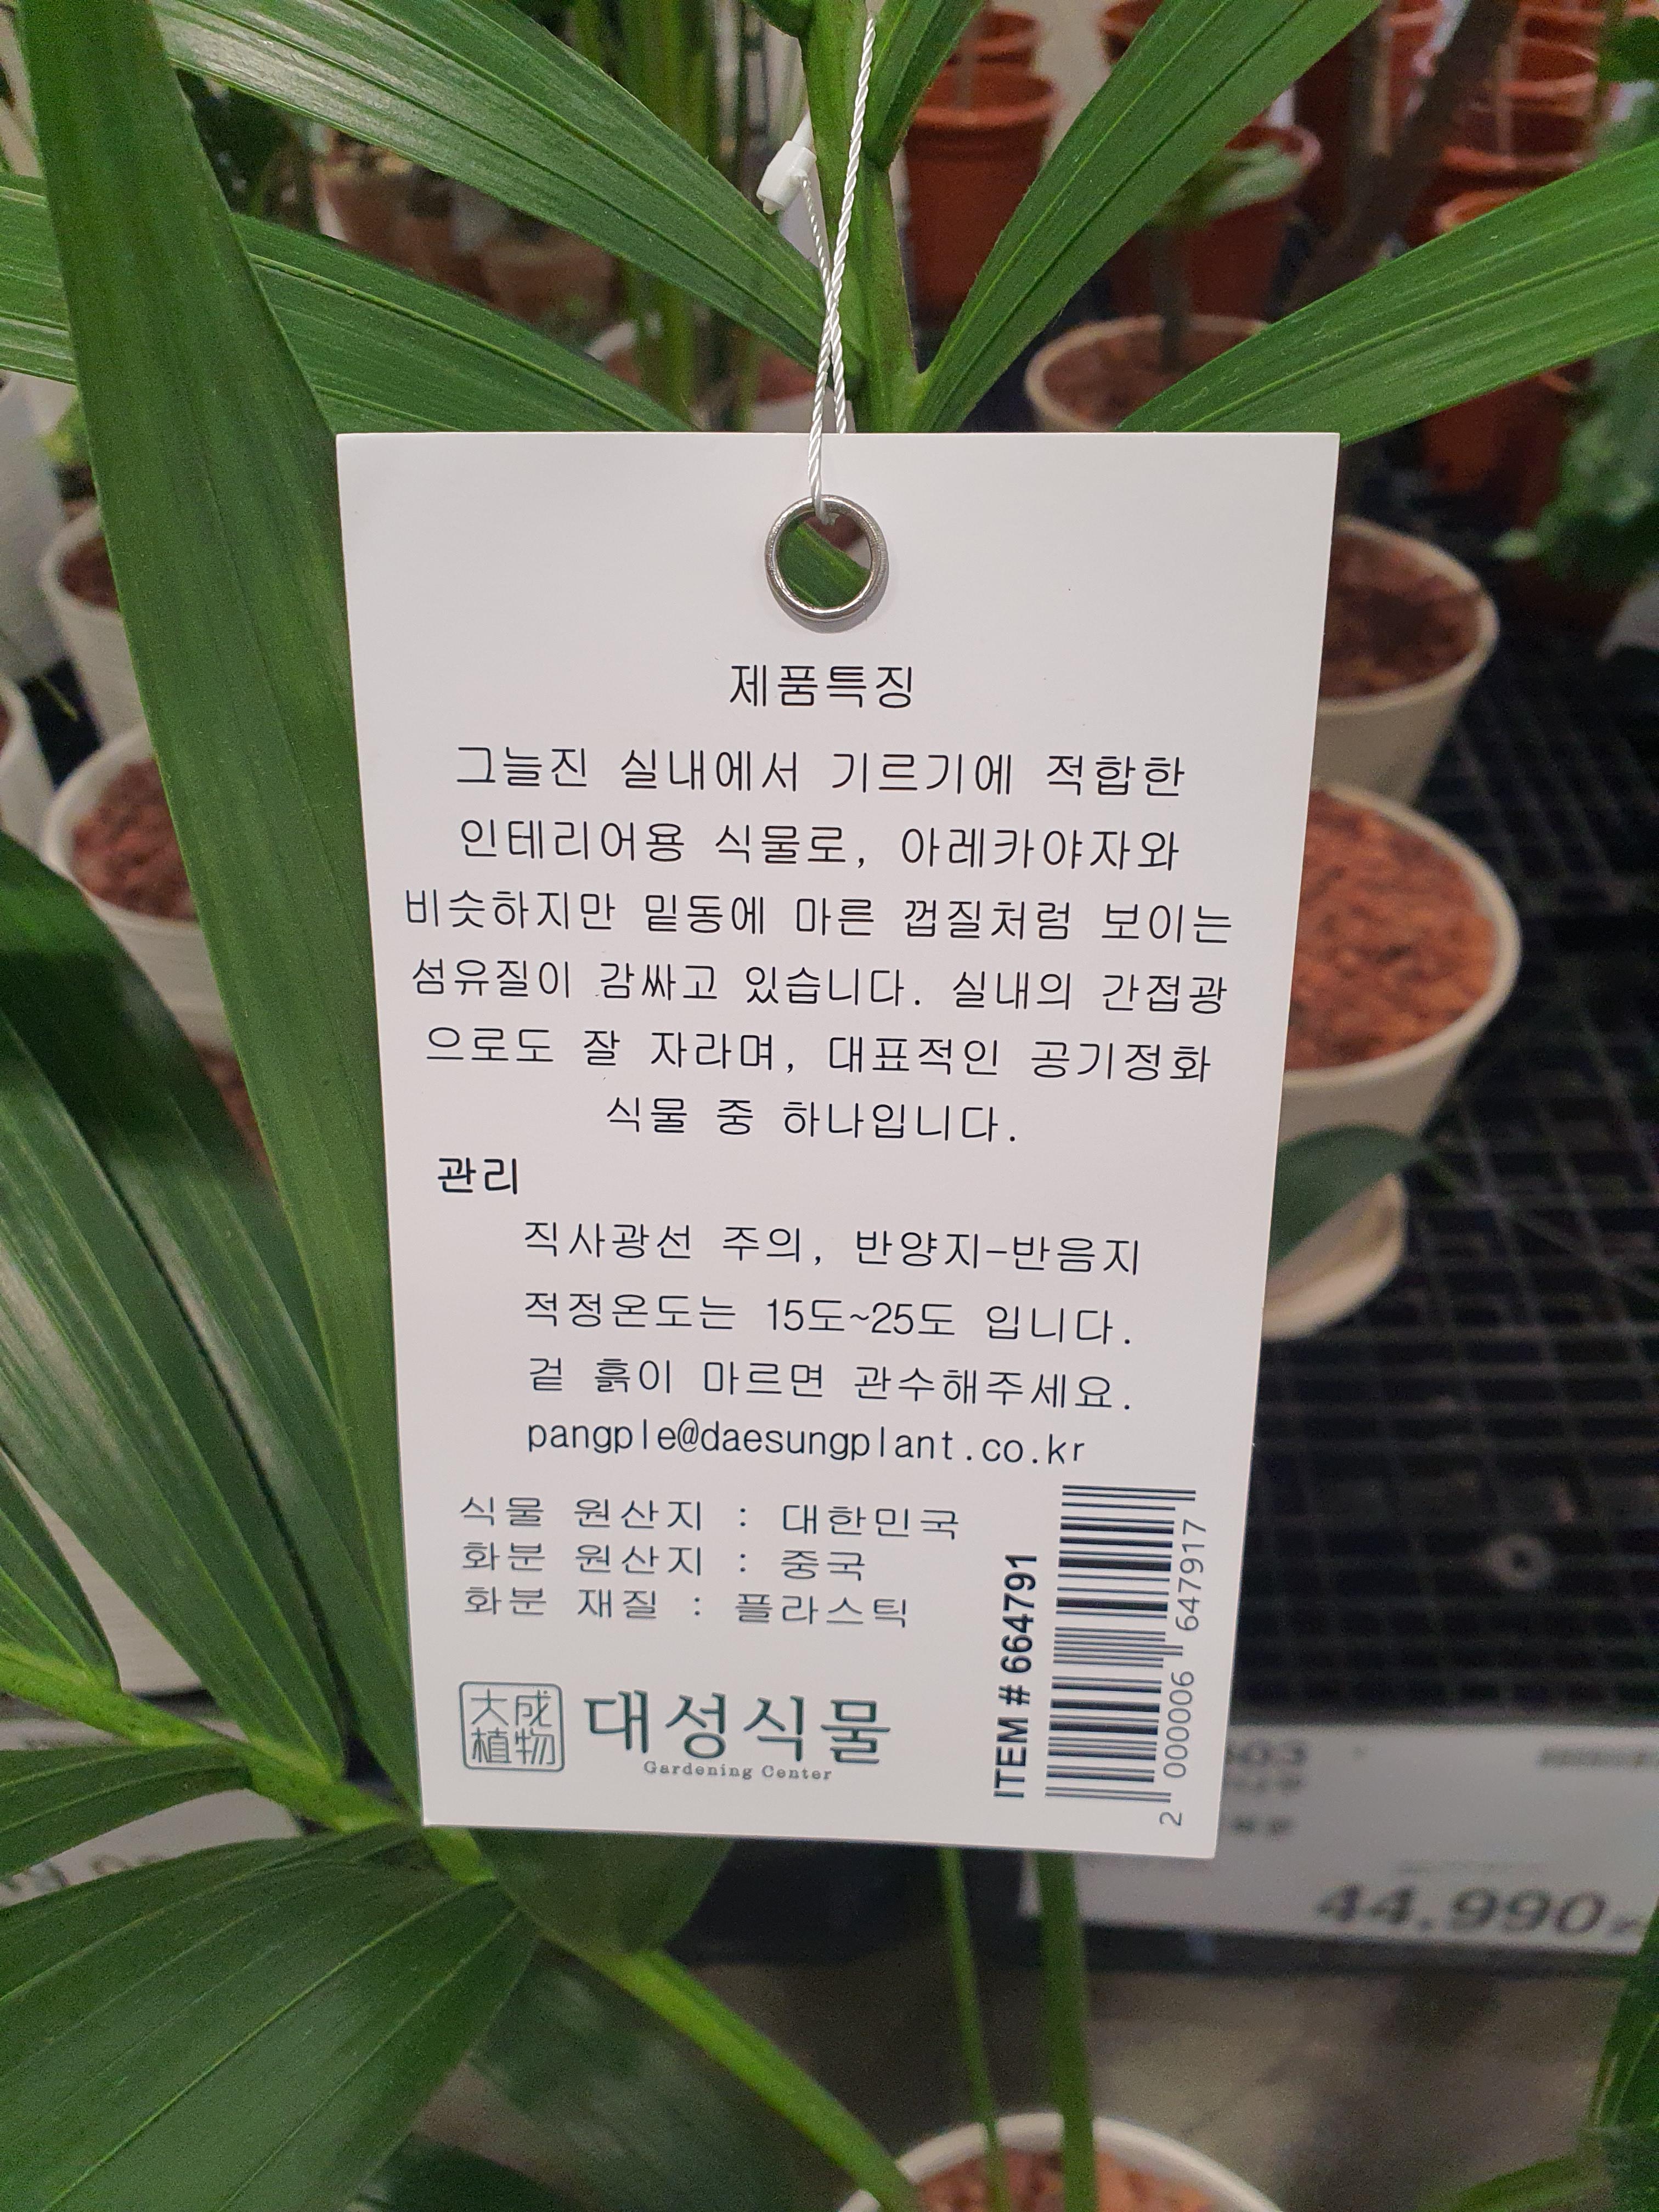 제품특징
그늘진 실내에서 기르기에 적합한
인테리어용 식물로, 아레카야자와
비슷하지만 밑동에 마른 껍질처럼 보이는
섬유질이 감싸고 있습니다. 실내의 간접광
으로도 잘 자라며, 대표적인 공기정화
식물 중 하나입니다.
관리
직사광선 주의, 반양지-반음지
적정온도는 15도~25도 입니다.
겉 흙이 마르면 관수해주세요.
pangple@daesungplant.co.kr
식물 원산지 : 대한민국
화분 원산지 : 중국
화분 재질 : 플라스틱
ITEM # 664791
2 000006 647917
大成
植物
대성식물
Gardening Center
44.990